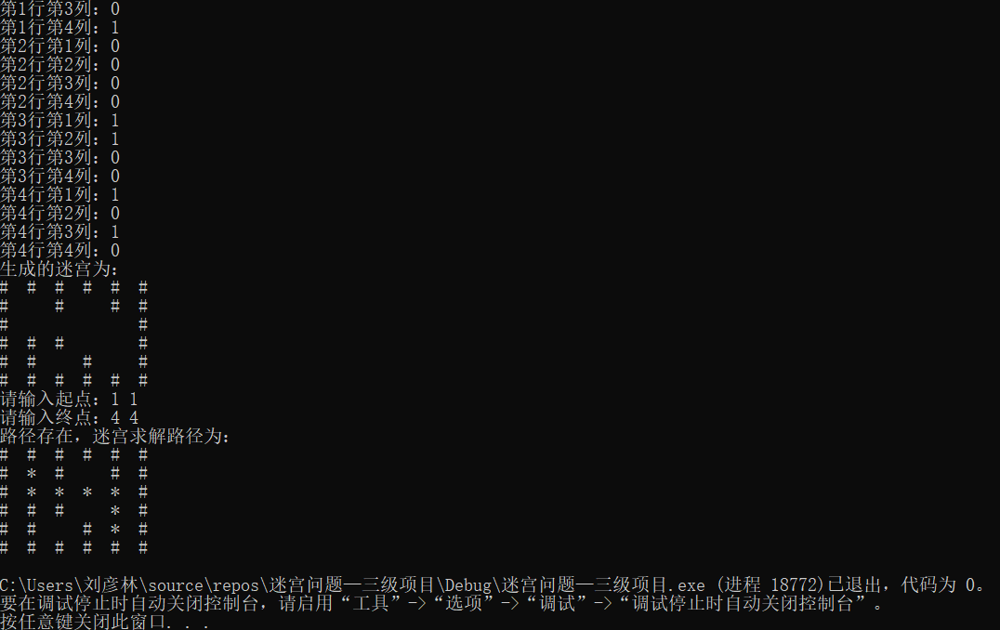 第1行第3列：0
第1行第4列：1
第2行第1列：0
第2行第2列：0
第2行第3列：0
第2行第4列：0
第3行第1列：1
第3行第2列：1
第3行第3列：0
第3行第4列：0
第4行第1列：1
第4行第2列：0
第4行第3列：1
第4行第4列：0
生成的迷宫为：
#  #  #  #  #  #
#     #     #  #
#              #
#  #  #        #
#  #     #     #
#  #  #  #  #  #
请输入起点：1 1
请输入终点：4 4
路径存在，迷宫求解路径为：
#  #  #  #  #  #
#  *  #     #  #
#  *  *  *  *  #
#  #  #     *  #
#  #     #  *  #
#  #  #  #  #  #
C:\Users\刘彦林\source\repos\迷宫问题—三级项目\Debug\迷宫问题—三级项目.exe (进程 18772)已退出，代码为 0。
要在调试停止时自动关闭控制台，请启用“工具”->“选项”->“调试”->“调试停止时自动关闭控制台”。
按任意键关闭此窗口. . .